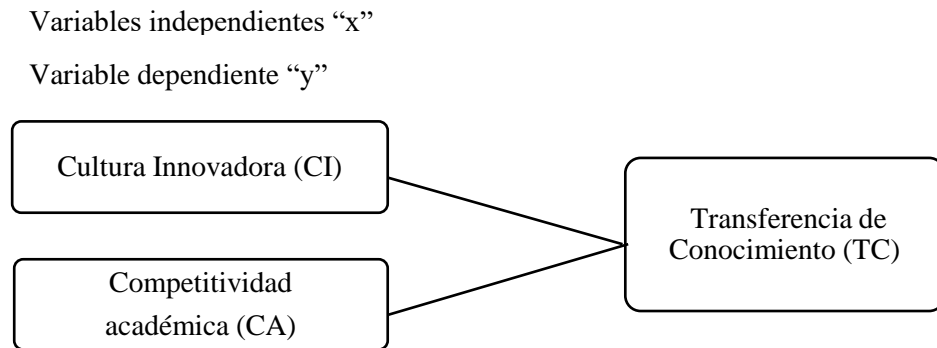 Variables independientes “x”
Variable dependiente “y”
Cultura Innovadora (CI)
Transferencia de
Conocimiento (TC)
Competitividad
académica (CA)